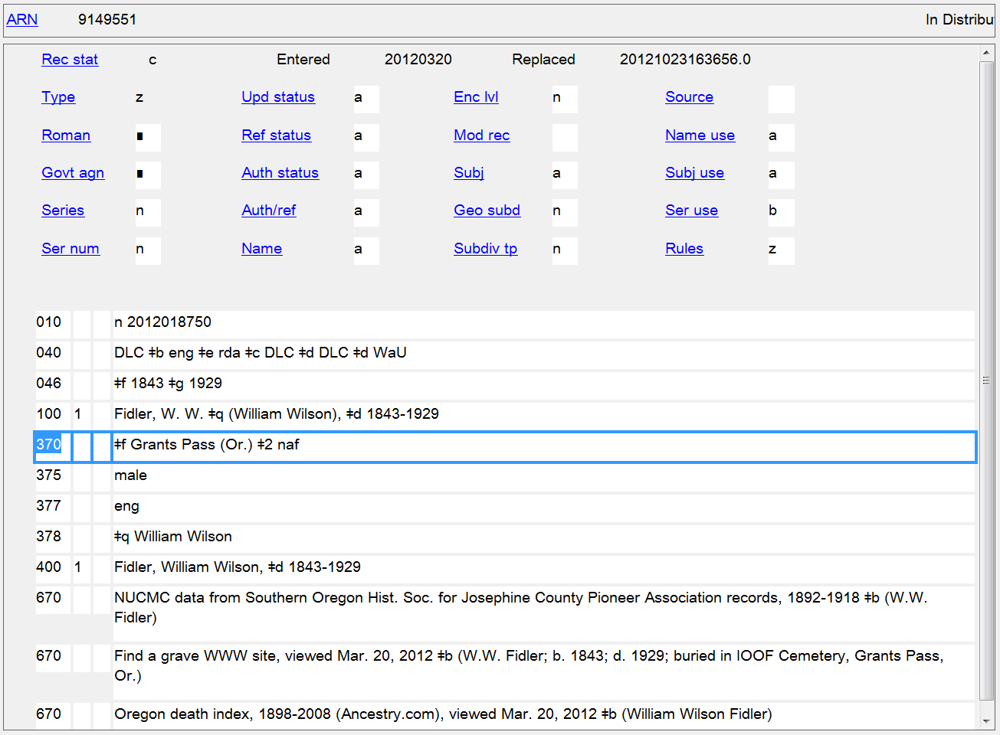 ARN 9149551 In Distribu
Rec stat c Entered 20120320 Replaced 20121023163656.0
Type z Upd status a Enc lvl n Source
Roman ∎ Ref status a Mod rec Name use a
Govt agn ∎ Auth status a Subj a Subj use a
Series n Auth/ref a Geo subd n Ser use b
Ser num n Name a Subdiv tp n Rules z
010 n 2012018750
040 DLC ǂb eng ǂe rda ǂc DLC ǂd DLC ǂd WaU
046 ǂf 1843 ǂg 1929
100 1 Fidler, W. W. ǂq (William Wilson), ǂd 1843-1929
370 ǂf Grants Pass (Or.) ǂ2 naf
375 male
377 eng
378 ǂq William Wilson
400 1 Fidler, William Wilson, ǂd 1843-1929
670 NUCMC data from Southern Oregon Hist. Soc. for Josephine County Pioneer Association records, 1892-1918 ǂb (W.W.
Fidler)
670 Find a grave WWW site, viewed Mar. 20, 2012 ǂb (W.W. Fidler; b. 1843; d. 1929; buried in IOOF Cemetery, Grants Pass,
Or.)
670 Oregon death index, 1898-2008 (Ancestry.com), viewed Mar. 20, 2012 ǂb (William Wilson Fidler)